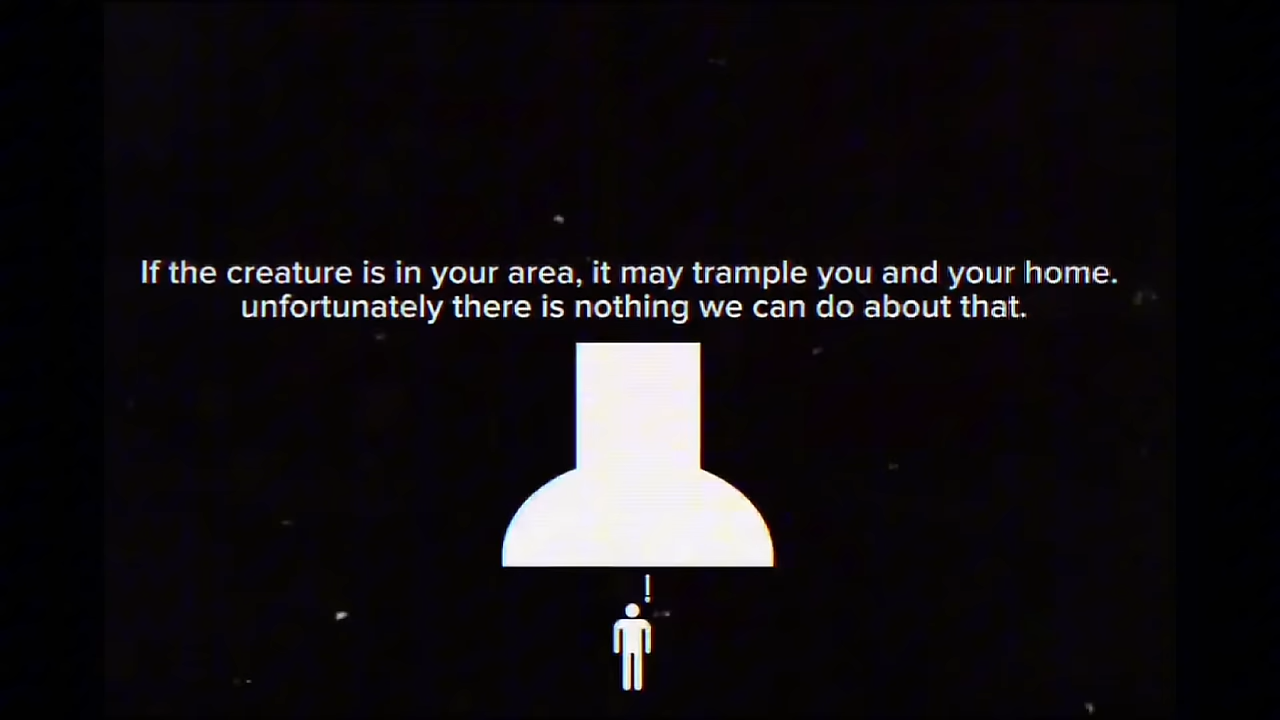 If the creature is in your area, it may trample you and your home.
unfortunately there is nothing we can do about that.
!